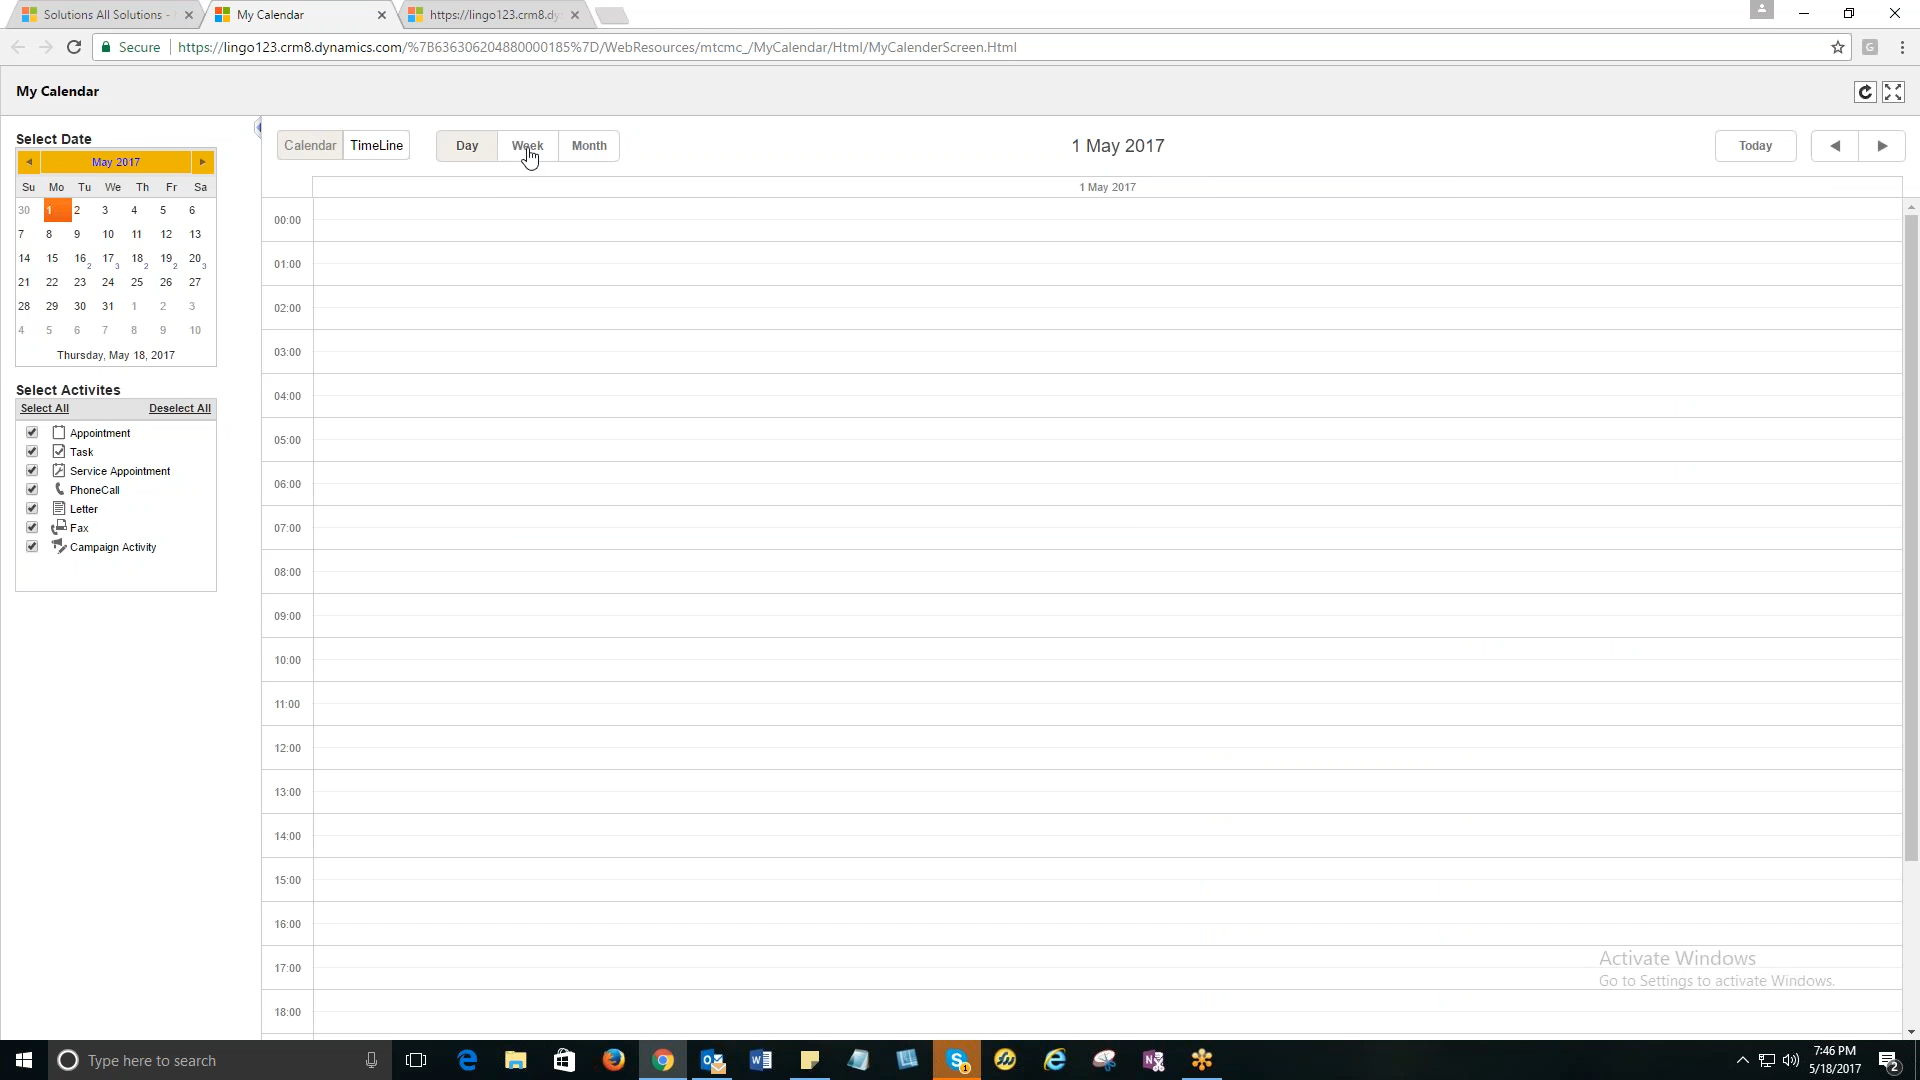 Solutions All Solutions -
My Calendar
https://lingo123.crm8.dy
Secure
https://lingo123.crm8.dynamics.com/%7B636306204880000185%7D/WebResources/mtcmc_/MyCalendar/Html/MyCalenderScreen.Html
My Calendar
Select Date
May 2017
Su Mo Tu We Th Fr Sa
30 1 2 3 4 5 6
7 8 9 10 11 12 13
14 15 16 2 17 3 18 2 19 2 20 3
21 22 23 24 25 26 27
28 29 30 31 1 2 3
4 5 6 7 8 9 10
Thursday, May 18, 2017
Select Activites
Select All Deselect All
Appointment
Task
Service Appointment
PhoneCall
Letter
Fax
Campaign Activity
Calendar TimeLine Day Week Month
1 May 2017
Today
1 May 2017
00:00
01:00
02:00
03:00
04:00
05:00
06:00
07:00
08:00
09:00
10:00
11:00
12:00
13:00
14:00
15:00
16:00
17:00
18:00
Activate Windows
Go to Settings to activate Windows.
Type here to search
7:46 PM
5/18/2017